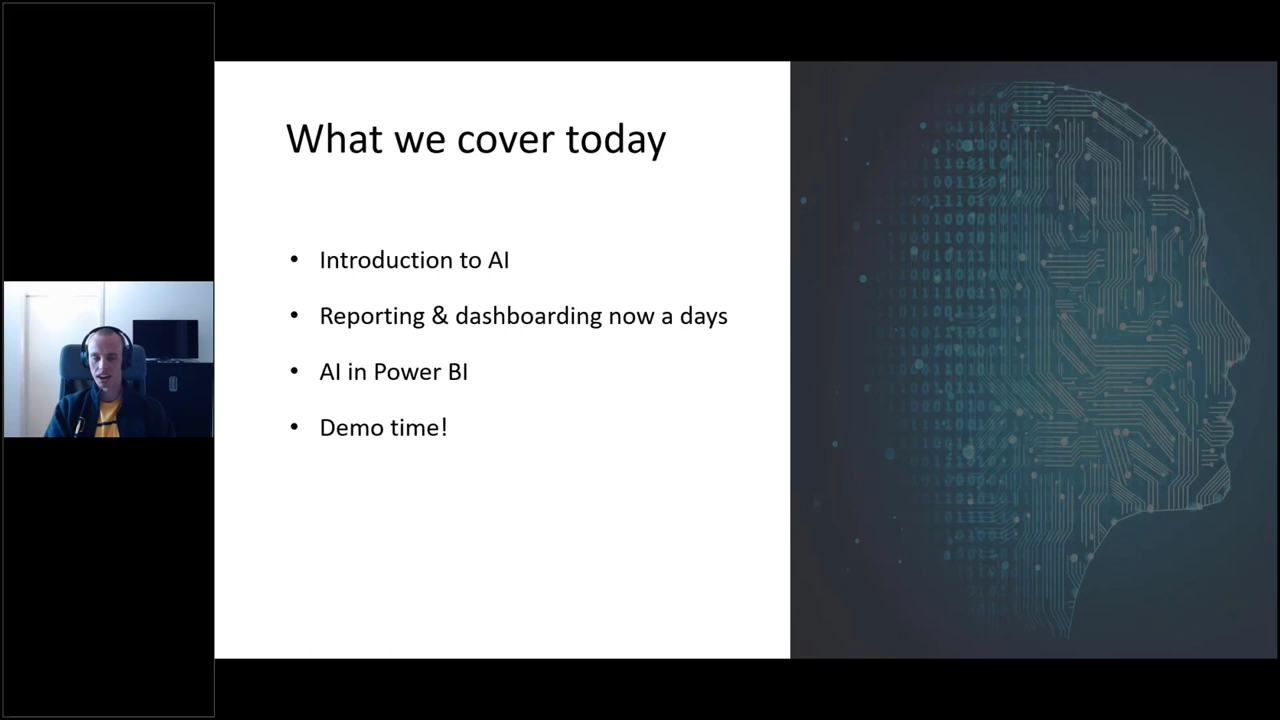 What we cover today
• Introduction to AI
• Reporting & dashboarding now a days
• AI in Power BI
• Demo time!